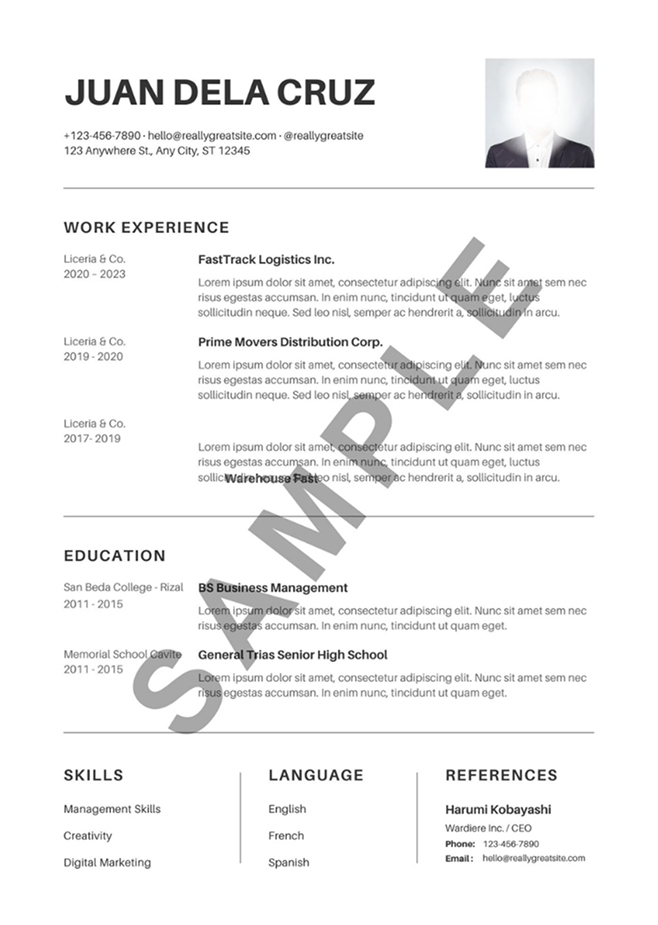 JUAN DELA CRUZ
+123-456-7890 · hello@reallygreatsite.com · @reallygreatsite
123 Anywhere St., Any City, ST 12345
WORK EXPERIENCE
Liceria & Co.
2020 – 2023
FastTrack Logistics Inc.
Lorem ipsum dolor sit amet, consectetur adipiscing elit. Nunc sit amet sem nec
risus egestas accumsan. In enim nunc, tincidunt ut quam eget, luctus
sollicitudin neque. Sed leo nisl, semper ac hendrerit a, sollicitudin in arcu.
Liceria & Co.
2019 - 2020
Prime Movers Distribution Corp.
Lorem ipsum dolor sit amet, consectetur adipiscing elit. Nunc sit amet sem nec
risus egestas accumsan. In enim nunc, tincidunt ut quam eget, luctus
sollicitudin neque. Sed leo nisl, semper ac hendrerit a, sollicitudin in arcu.
Liceria & Co.
2017- 2019
Lorem ipsum dolor sit amet, consectetur adipiscing elit. Nunc sit amet sem nec
risus egestas accumsan. In enim nunc, tincidunt ut quam eget, luctus
Warehouse Fast
nisl, semper ac hendrerit a, sollicitudin in arcu.
EDUCATION
San Beda College - Rizal
2011 - 2015
BS Business Management
Lorem ipsum dolor sit amet, consectetur adipiscing elit. Nunc sit amet sem nec
risus egestas accumsan. In enim nunc, tincidunt ut quam eget.
Memorial School Cavite
2011 - 2015
General Trias Senior High School
Lorem ipsum dolor sit amet, consectetur adipiscing elit. Nunc sit amet sem nec
risus egestas accumsan. In enim nunc, tincidunt ut quam eget.
SAMPLE
SKILLS
Management Skills
Creativity
Digital Marketing
LANGUAGE
English
French
Spanish
REFERENCES
Harumi Kobayashi
Wardiere Inc. / CEO
Phone: 123-456-7890
Email : hello@reallygreatsite.com